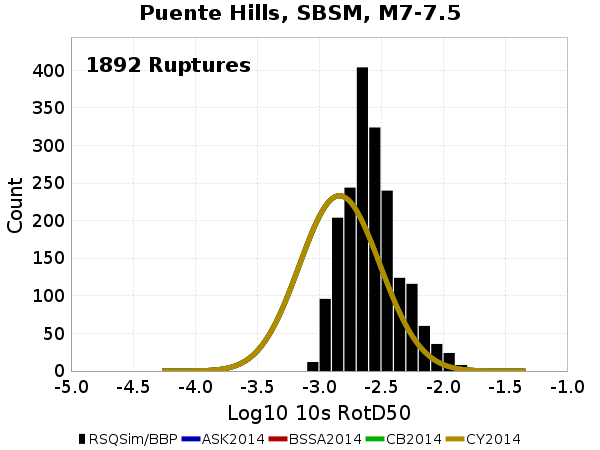 Puente Hills, SBSM, M7-7.5
1892 Ruptures
Count
400
350
300
250
200
150
100
50
0
-5.0 -4.5 -4.0 -3.5 -3.0 -2.5 -2.0 -1.5 -1.0
Log10 10s RotD50
RSQSim/BBP ASK2014 BSSA2014 CB2014 CY2014